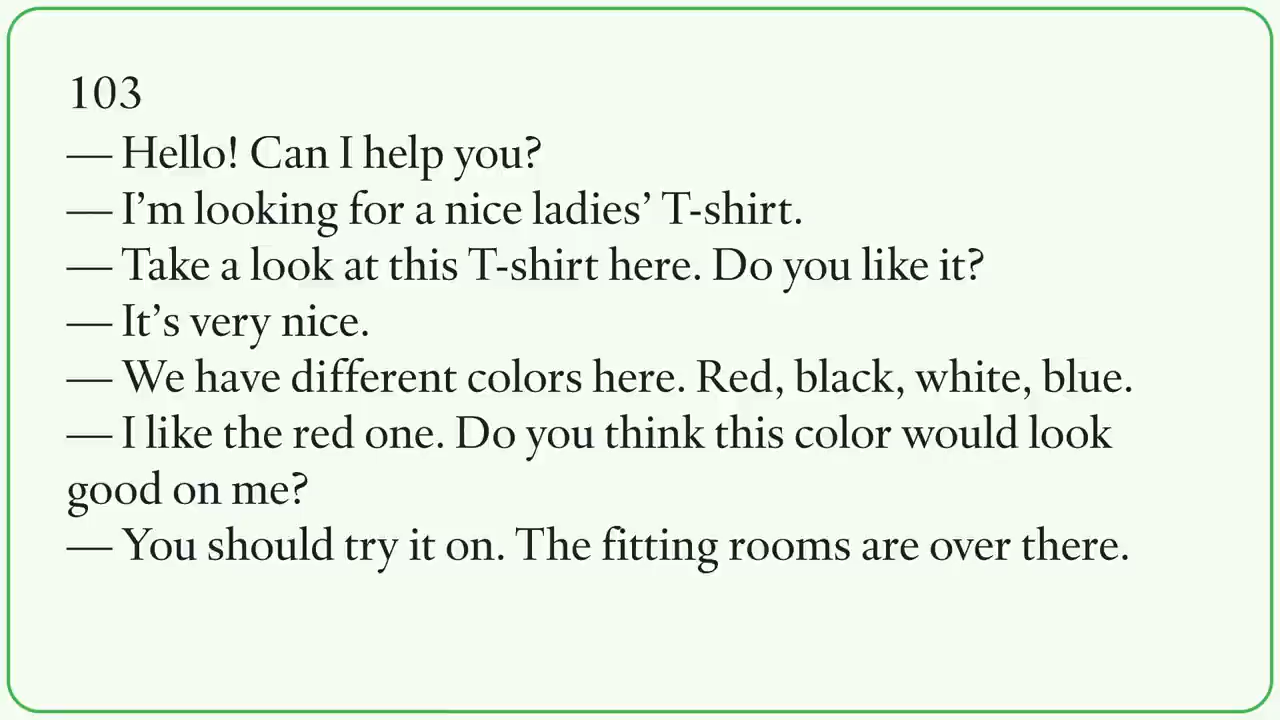 103
— Hello! Can I help you?
— I’m looking for a nice ladies’ T-shirt.
— Take a look at this T-shirt here. Do you like it?
— It’s very nice.
— We have different colors here. Red, black, white, blue.
— I like the red one. Do you think this color would look
good on me?
— You should try it on. The fitting rooms are over there.